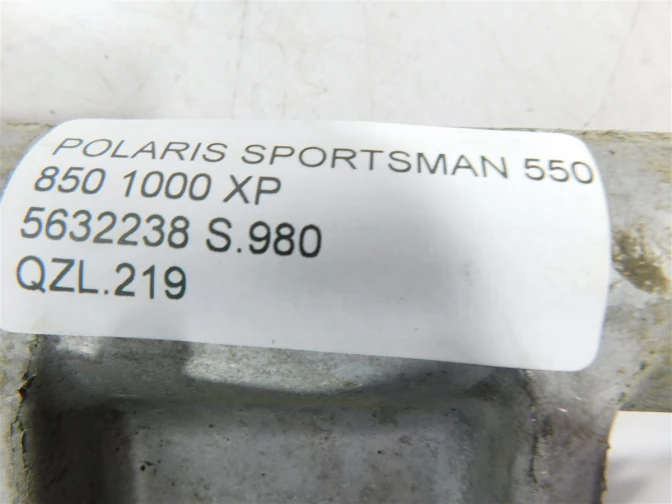 POLARIS SPORTSMAN 550
850 1000 XP
5632238 S.980
QZL.219